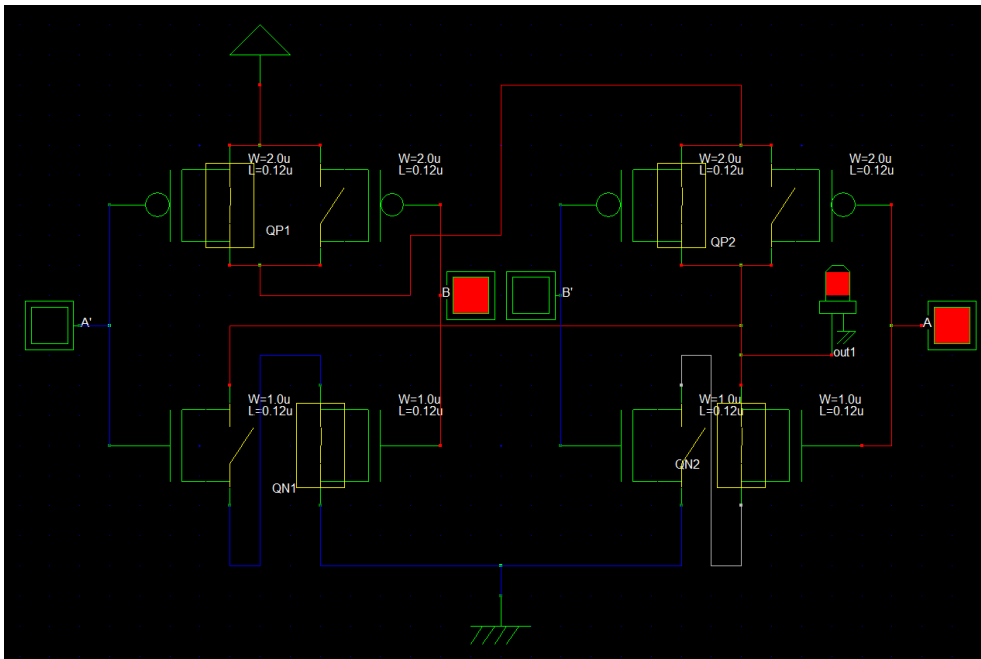 W=2.0u
L=0.12u
W=2.0u
L=0.12u
W=2.0u
L=0.12u
W=2.0u
L=0.12u
QP1
QP2
B
B'
A'
A
out1
W=1.0u
L=0.12u
W=1.0u
L=0.12u
W=1.0u
L=0.12u
W=1.0u
L=0.12u
QN1
QN2